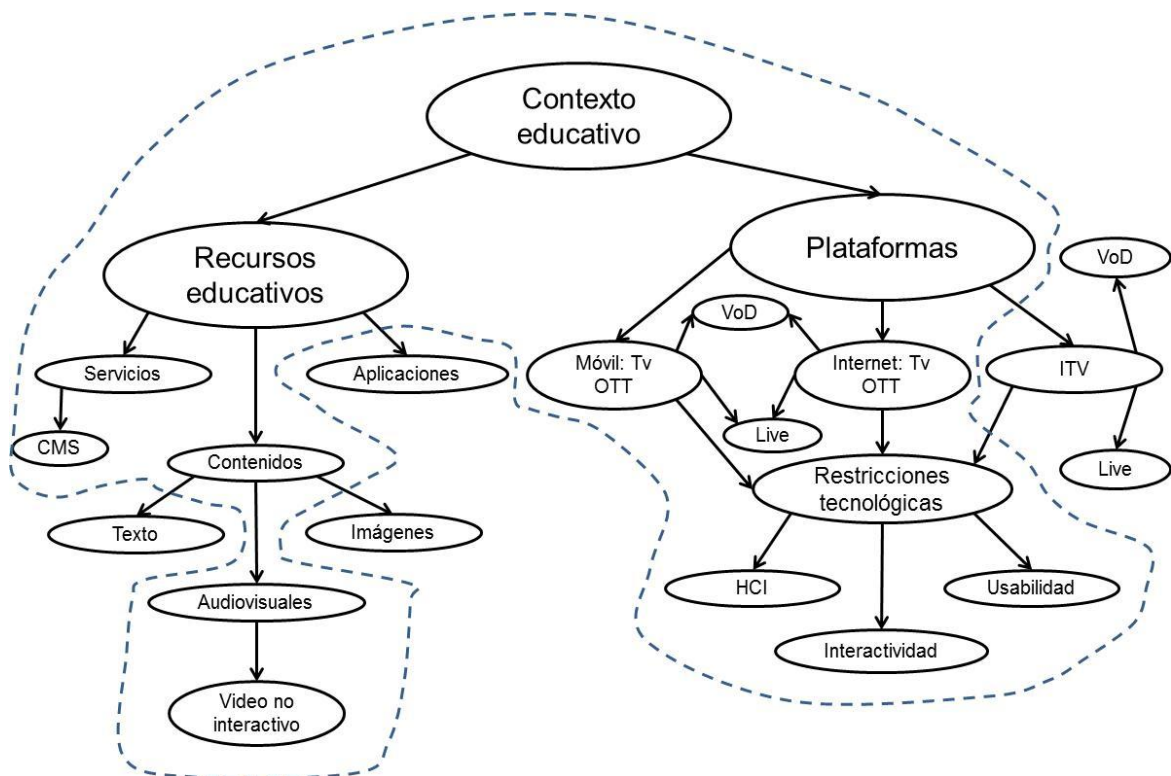 Contexto
educativo
Recursos
educativos
Plataformas
VoD
VoD
Servicios
Aplicaciones
Móvil: Tv
OTT
Internet: Tv
OTT
ITV
CMS
Contenidos
Live
Live
Restricciones
tecnológicas
Texto
Imágenes
Audiovisuales
HCI
Usabilidad
Interactividad
Video no
interactivo